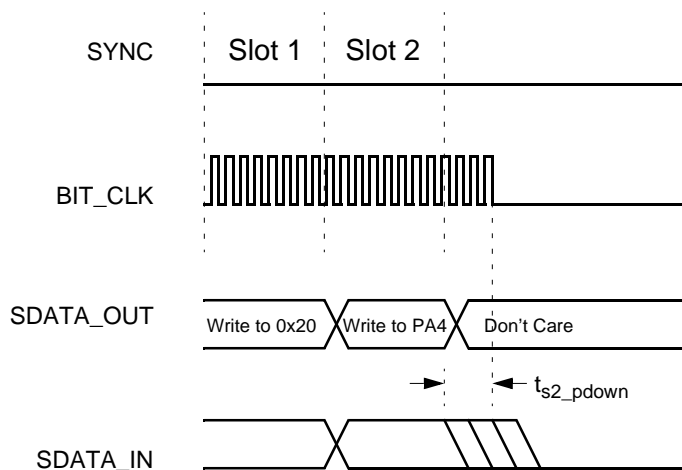 SYNC
Slot 1
Slot 2
BIT_CLK
SDATA_OUT
Write to 0x20
Write to PA4
Don't Care
ts2_pdown
SDATA_IN